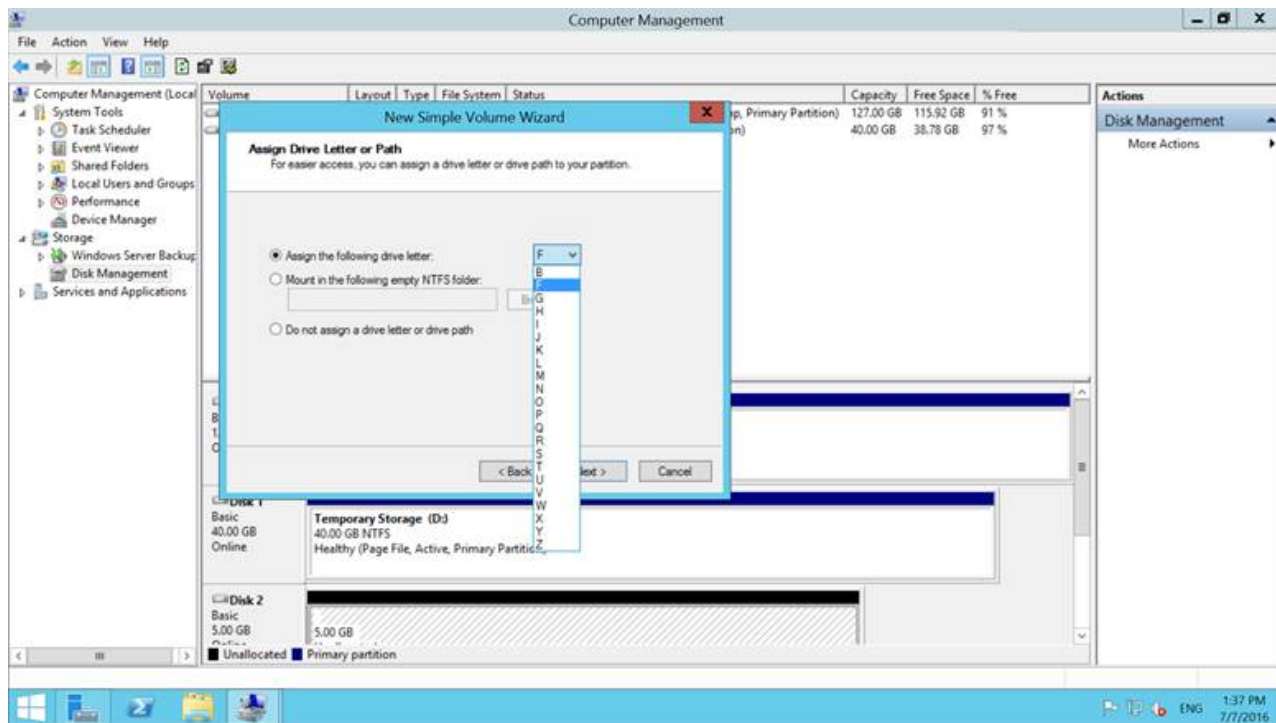 Computer Management
File Action View Help
Computer Management (Local
System Tools
Task Scheduler
Event Viewer
Shared Folders
Local Users and Groups
Performance
Device Manager
Storage
Windows Server Backup
Disk Management
Services and Applications
Volume Layout Type File System Status Capacity Free Space % Free
p, Primary Partition) 127.00 GB 115.92 GB 91 %
on) 40.00 GB 38.78 GB 97 %
New Simple Volume Wizard
Assign Drive Letter or Path
For easier access, you can assign a drive letter or drive path to your partition.
Assign the following drive letter: F
Mount in the following empty NTFS folder:
Do not assign a drive letter or drive path
B
F
G
H
I
J
K
L
M
N
O
P
Q
R
S
T
U
V
W
X
Y
Z
< Back Next > Cancel
Disk 1
Basic
40.00 GB
Online
Temporary Storage (D:)
40.00 GB NTFS
Healthy (Page File, Active, Primary Partition)
Disk 2
Basic
5.00 GB
5.00 GB
Unallocated Primary partition
Actions
Disk Management
More Actions
ENG 1:37 PM
7/7/2016